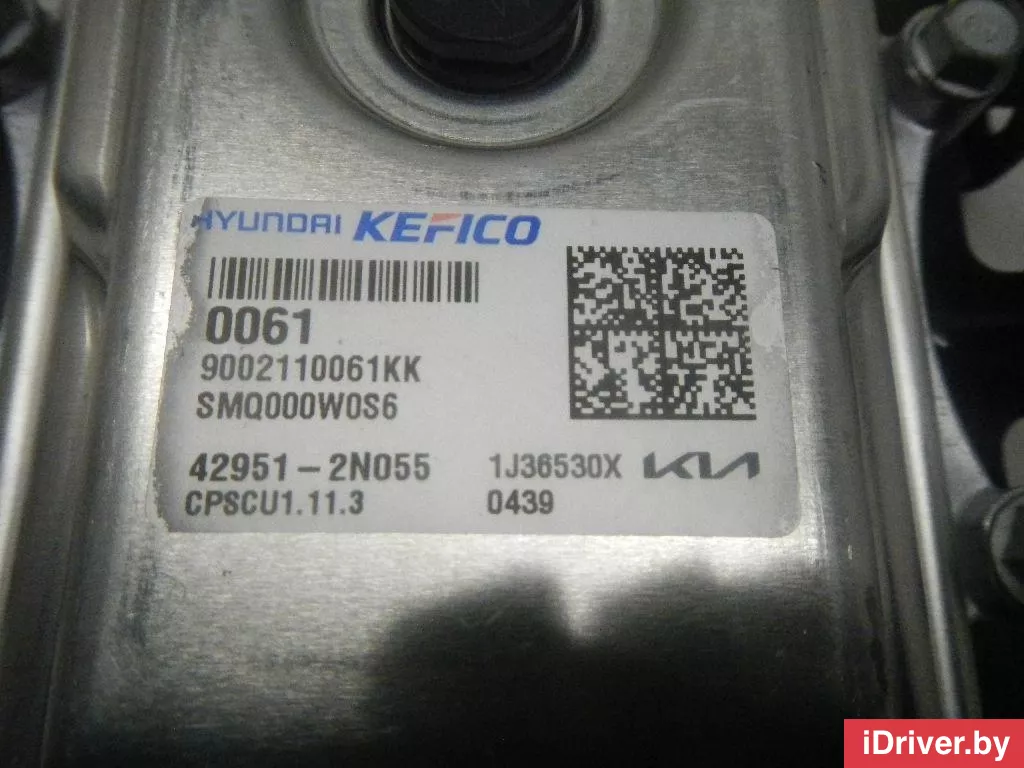 HYUNDAI KEFICO
0061
9002110061KK
SMQ000W0S6
42951-2N055 1J36530X KIA
CPSCU1.11.3 0439
iDriver.by